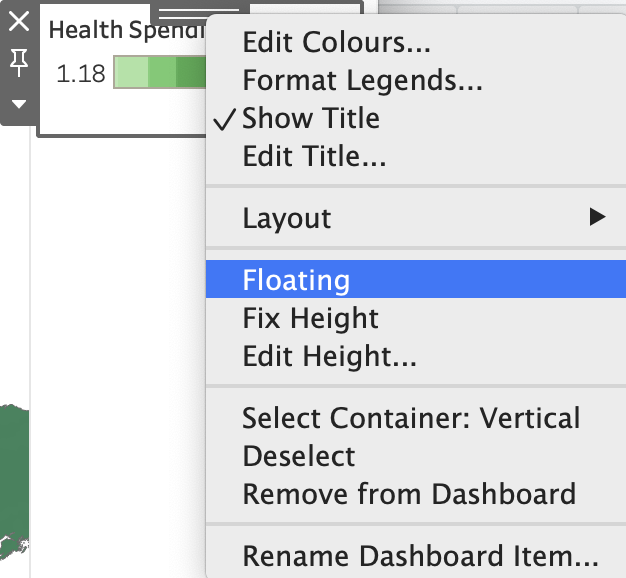 Health Spendi
1.18
Edit Colours...
Format Legends...
Show Title
Edit Title...
Layout
Floating
Fix Height
Edit Height...
Select Container: Vertical
Deselect
Remove from Dashboard
Rename Dashboard Item...